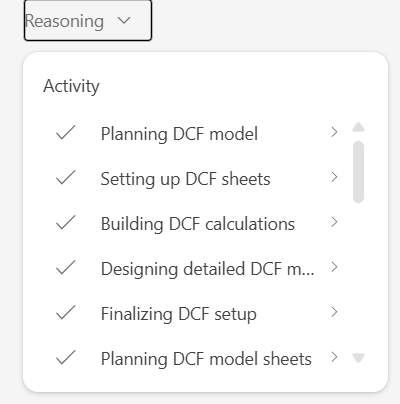 Reasoning
Activity
Planning DCF model
Setting up DCF sheets
Building DCF calculations
Designing detailed DCF m...
Finalizing DCF setup
Planning DCF model sheets